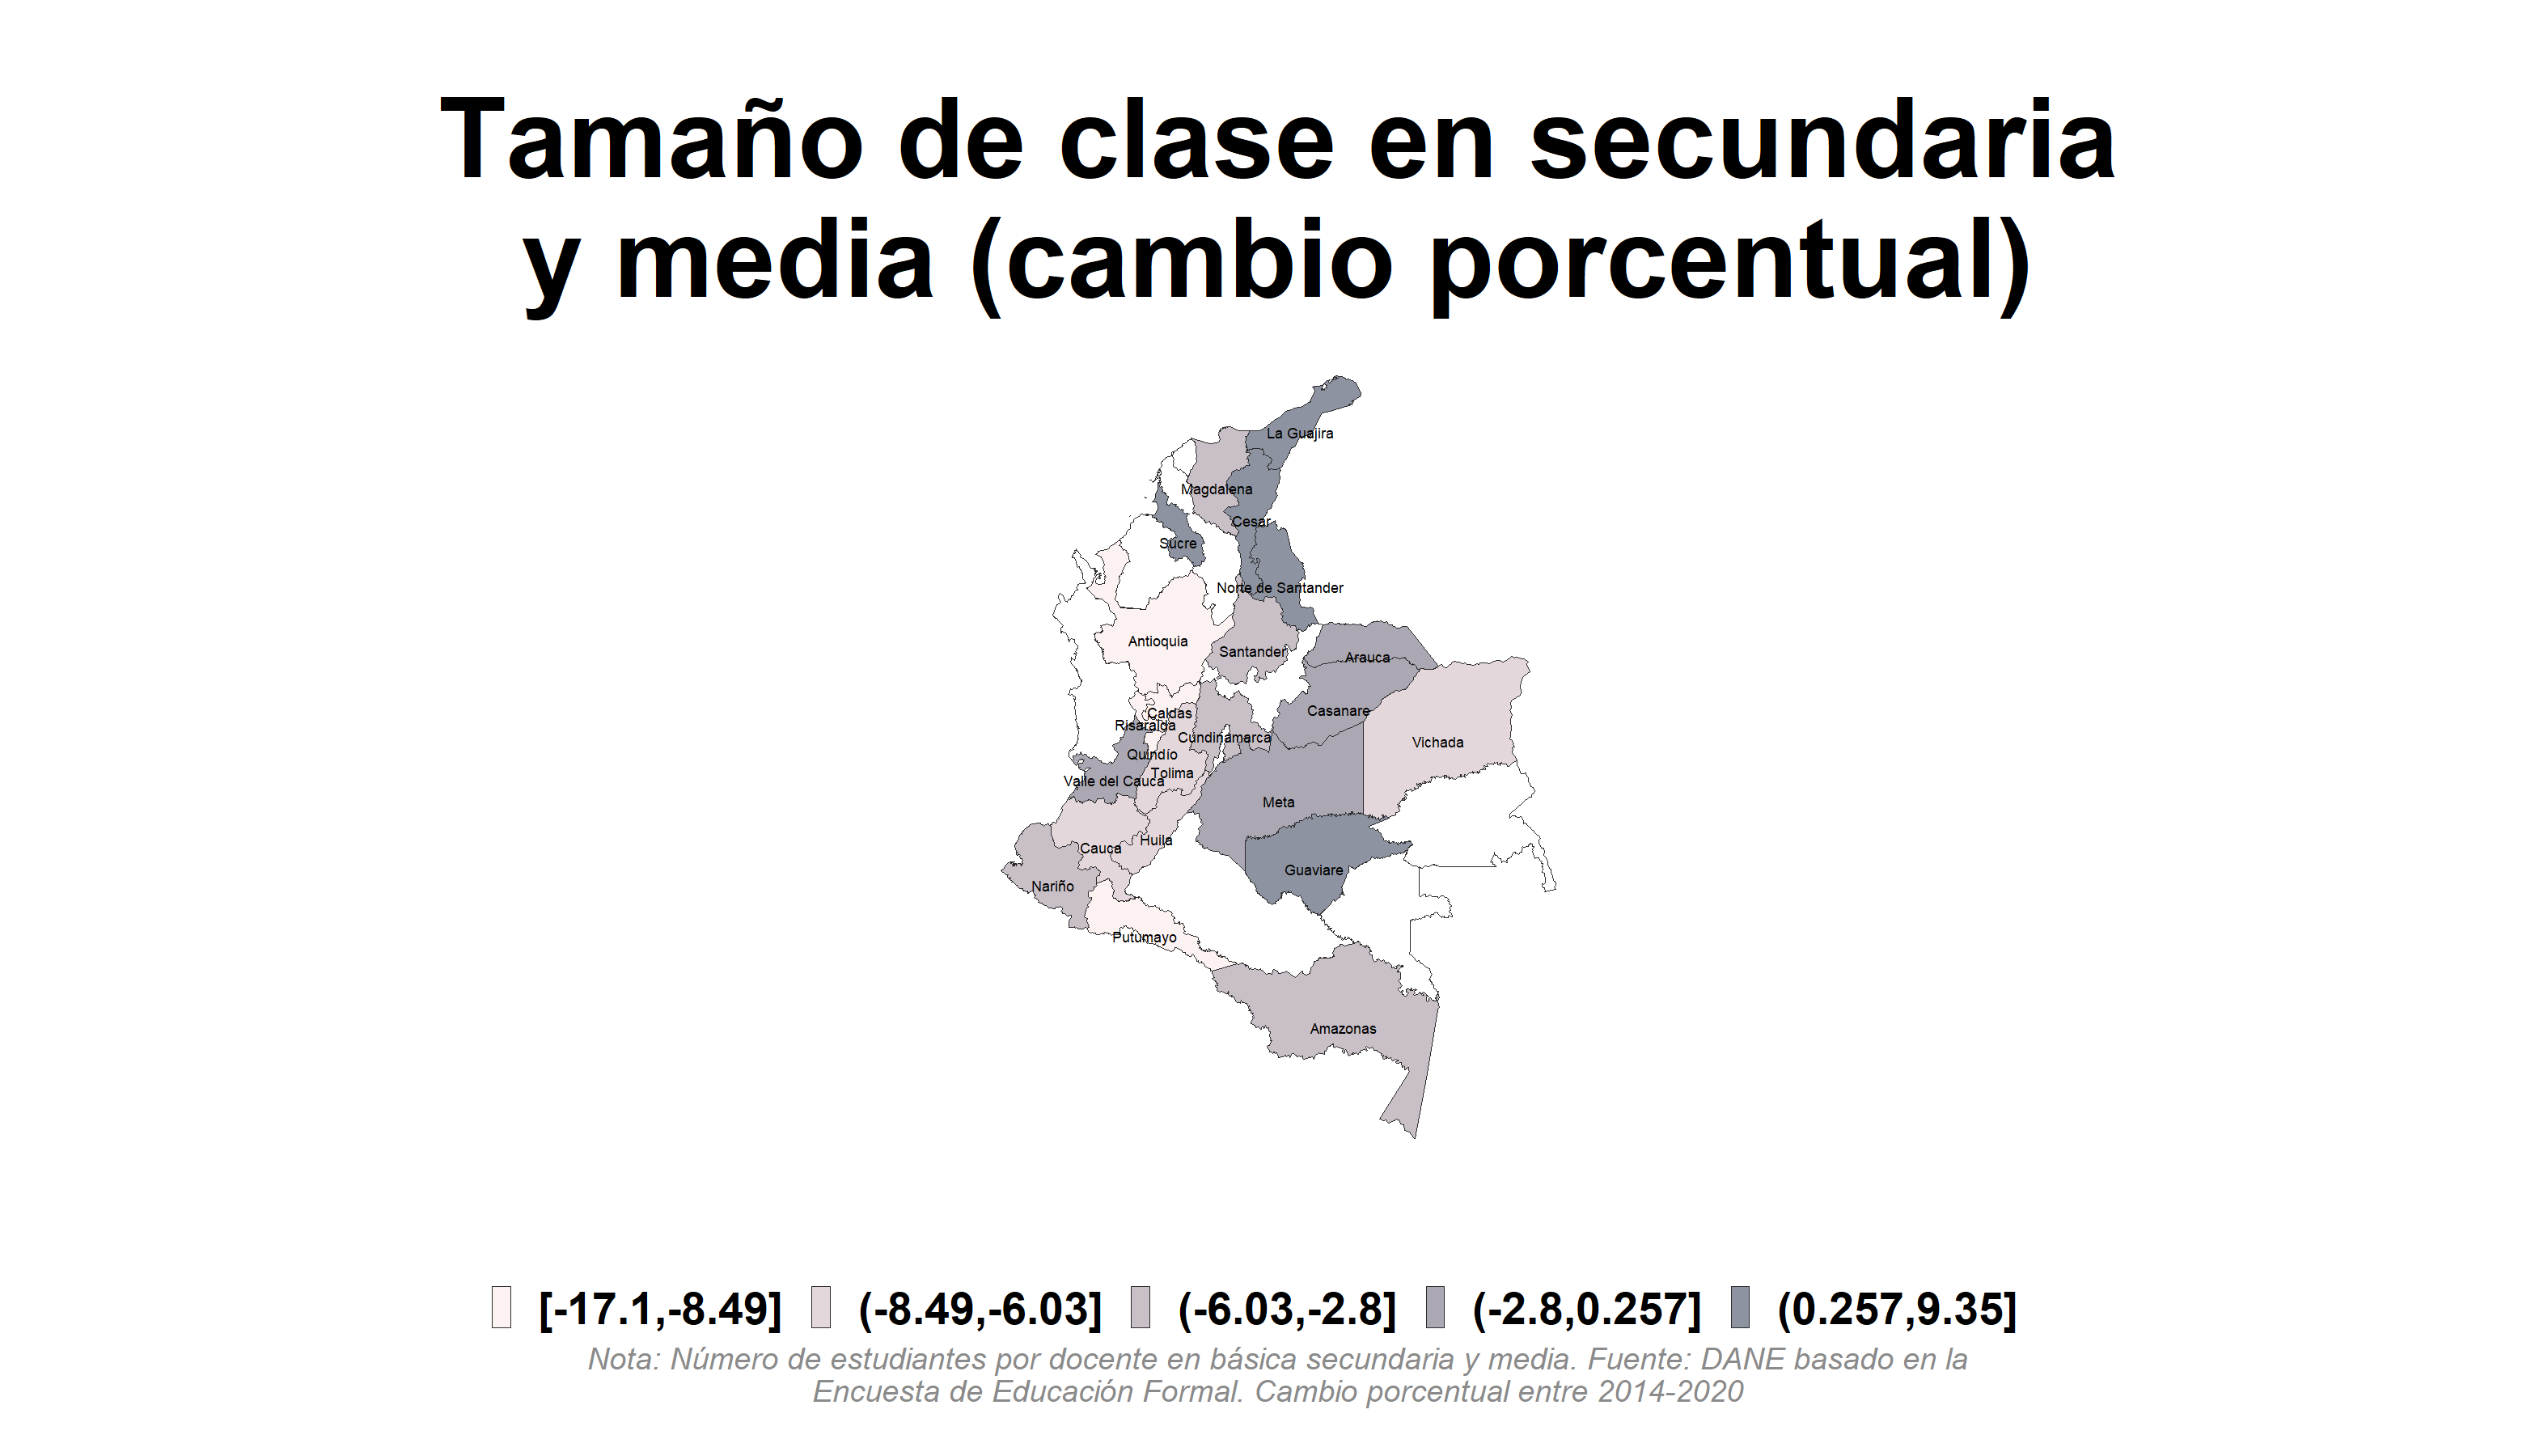 Tamaño de clase en secundaria
y media (cambio porcentual)
La Guajira
Magdalena
Cesar
Sucre
Norte de Santander
Antioquia
Santander
Arauca
Casanare
Caldas
Risaralda
Cundinamarca
Vichada
Quindío
Tolima
Valle del Cauca
Meta
Huila
Cauca
Guaviare
Nariño
Putumayo
Amazonas
[-17.1,-8.49] (-8.49,-6.03] (-6.03,-2.8] (-2.8,0.257] (0.257,9.35]
Nota: Número de estudiantes por docente en básica secundaria y media. Fuente: DANE basado en la
Encuesta de Educación Formal. Cambio porcentual entre 2014-2020